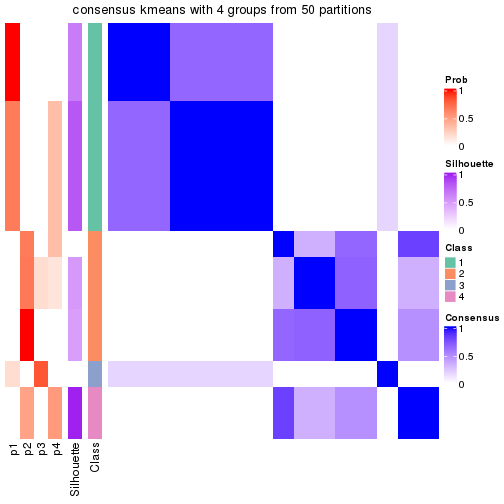 consensus kmeans with 4 groups from 50 partitions
Prob
1
0.5
0
Silhouette
1
0.5
0
Class
1
2
3
4
Consensus
1
0.5
0
p1
p2
p3
p4
Silhouette
Class